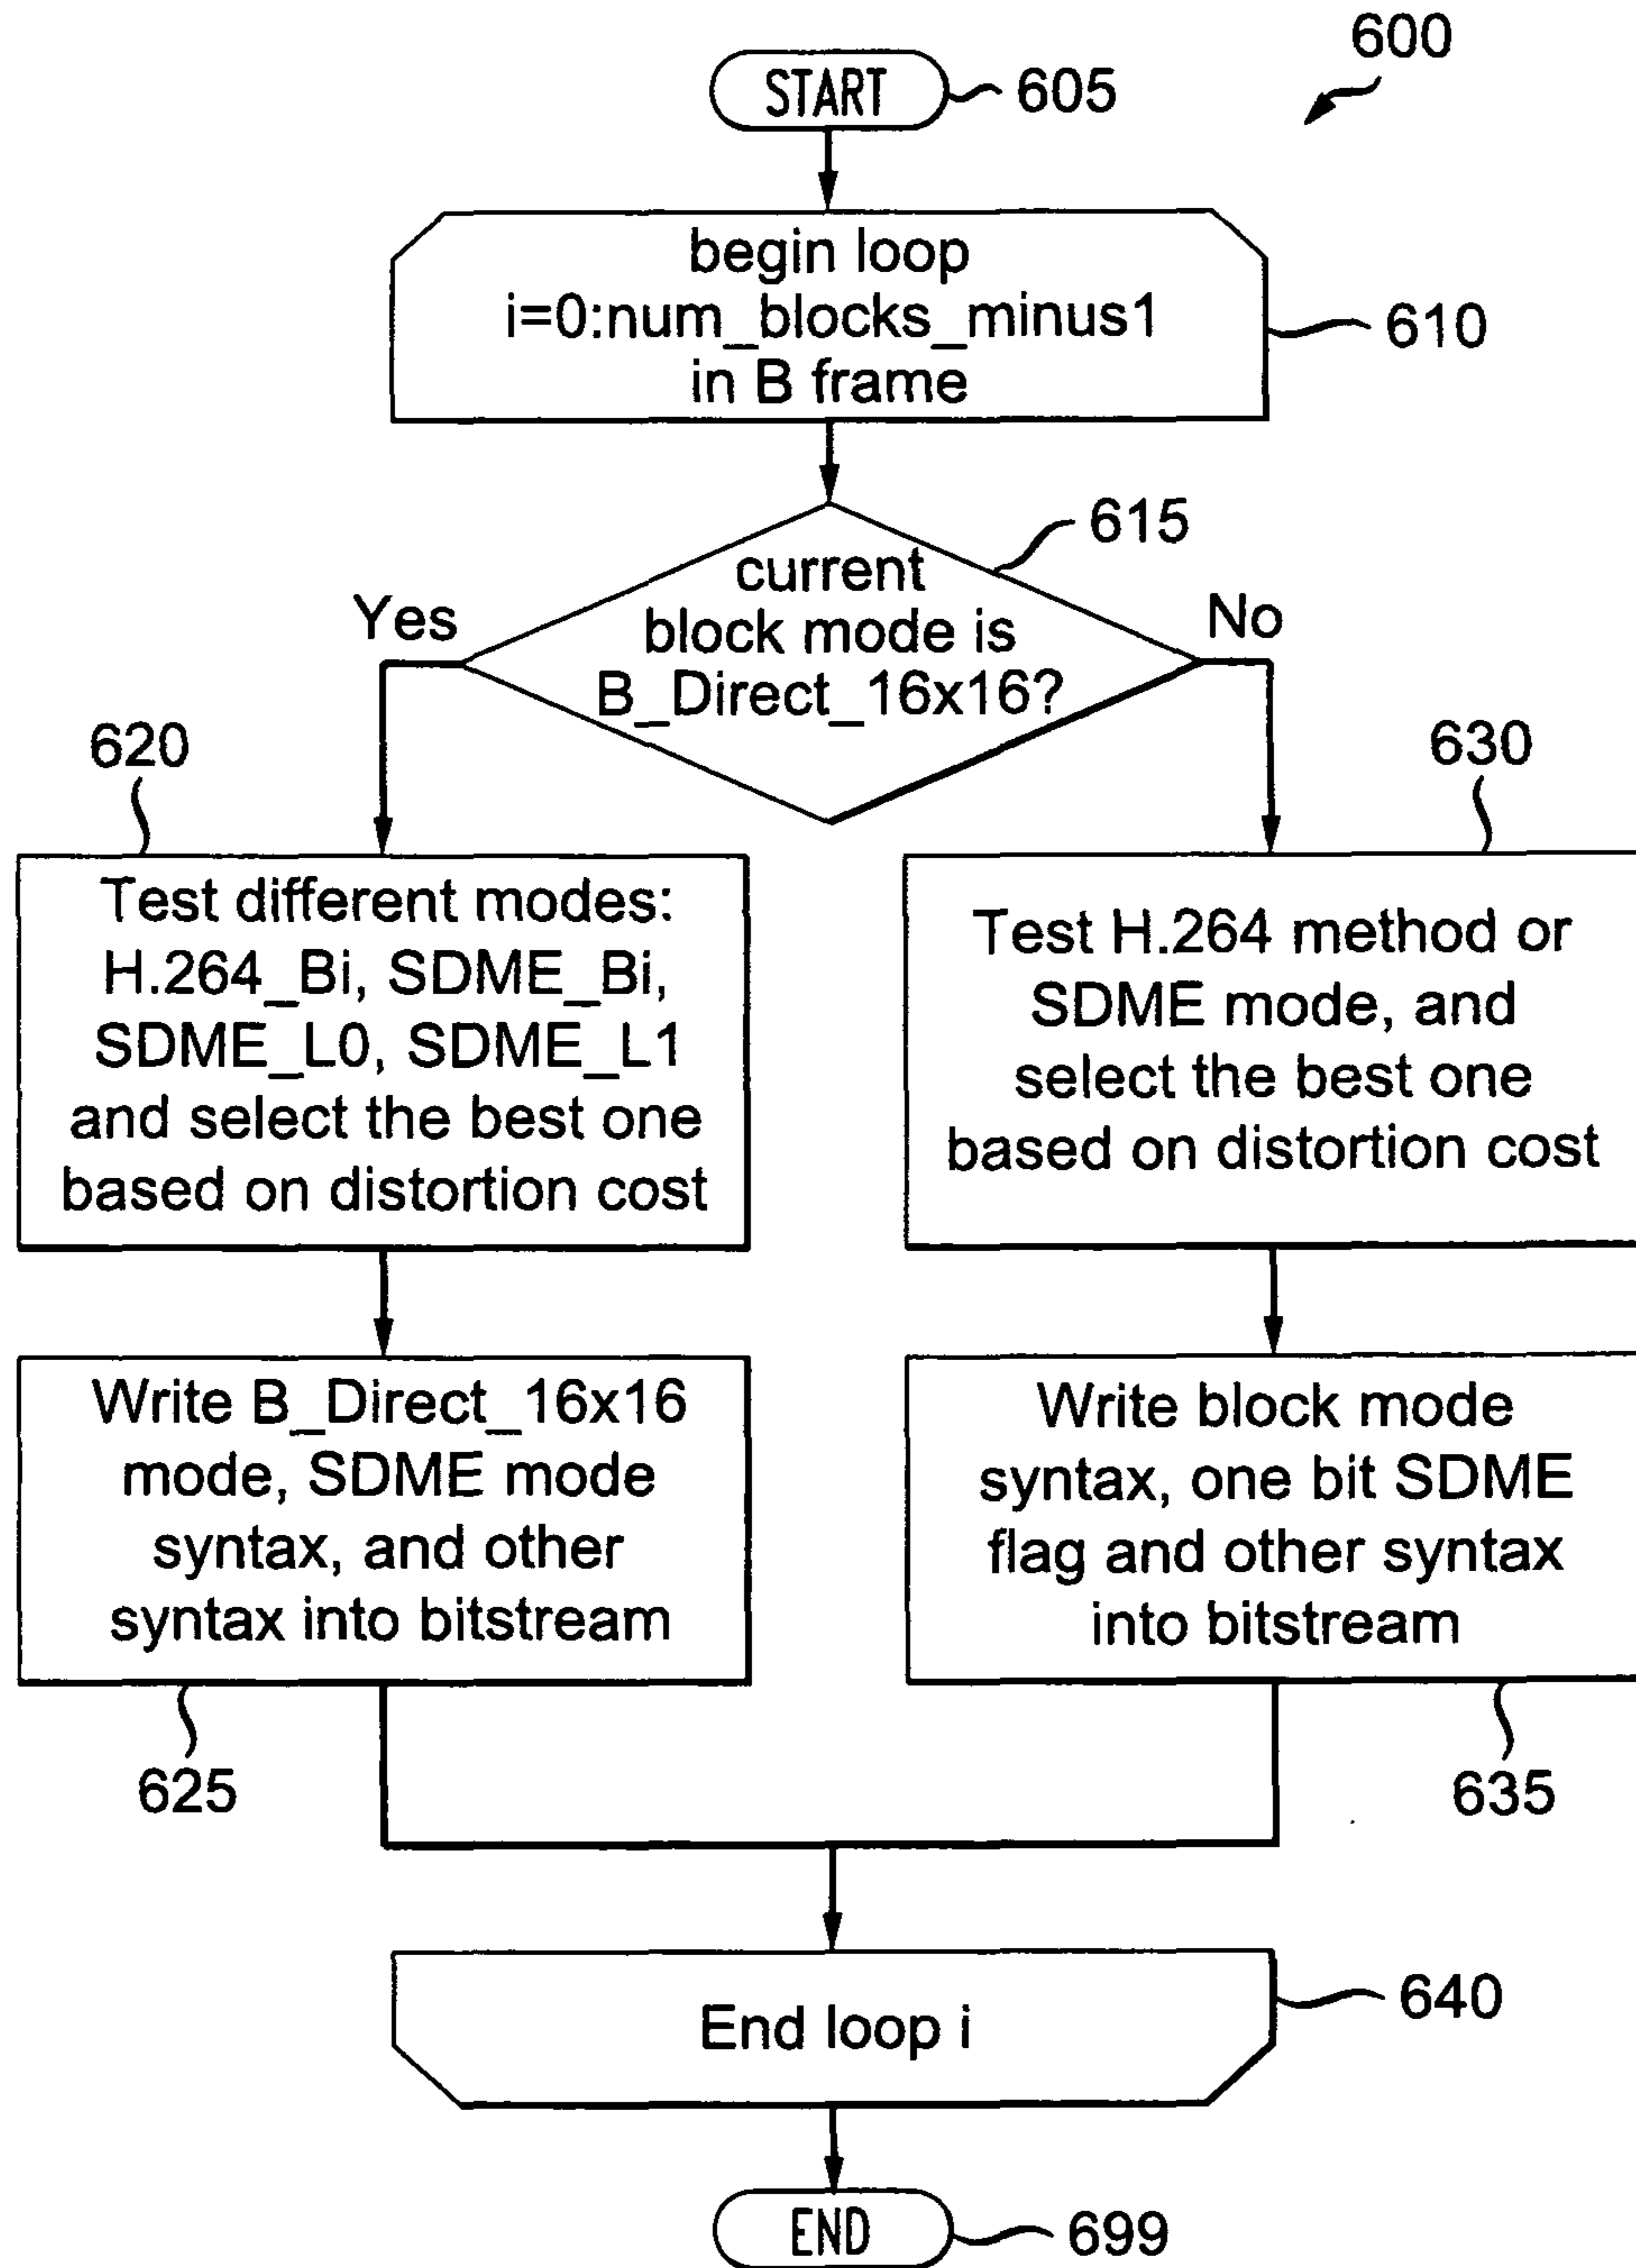 600
START
605
begin loop
i=0:num_blocks_minus1
in B frame
610
615
current
block mode is
B_Direct_16x16?
Yes
No
620
630
Test different modes:
H.264_Bi, SDME_Bi,
SDME_L0, SDME_L1
and select the best one
based on distortion cost
Test H.264 method or
SDME mode, and
select the best one
based on distortion cost
Write B_Direct_16x16
mode, SDME mode
syntax, and other
syntax into bitstream
Write block mode
syntax, one bit SDME
flag and other syntax
into bitstream
625
635
End loop i
640
END
699